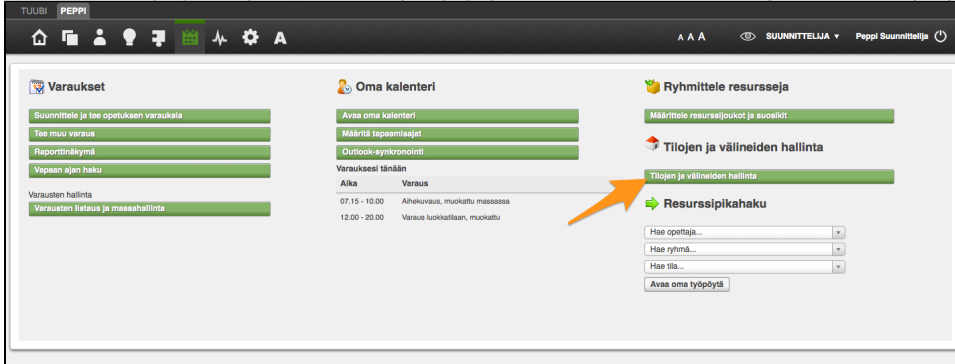 TUUBI PEPPI
A A A SUUNNITTELIJA Peppi Suunnittelija
Varaukset
Suunnittele ja tee opetuksen varauksia
Tee muu varaus
Raporttinäkymä
Vapaan ajan haku
Varausten hallinta
Varausten listaus ja massahallinta
Oma kalenteri
Avaa oma kalenteri
Määritä tapaamisajat
Outlook-synkronointi
Varauksesi tänään
Aika Varaus
07.15 - 10.00 Aihekuvaus, muokattu massassa
12.00 - 20.00 Varaus luokkatilaan, muokattu
Ryhmittele resursseja
Määrittele resurssijoukot ja suosikit
Tilojen ja välineiden hallinta
Tilojen ja välineiden hallinta
Resurssipikahaku
Hae opettaja...
Hae ryhmä...
Hae tila...
Avaa oma työpöytä